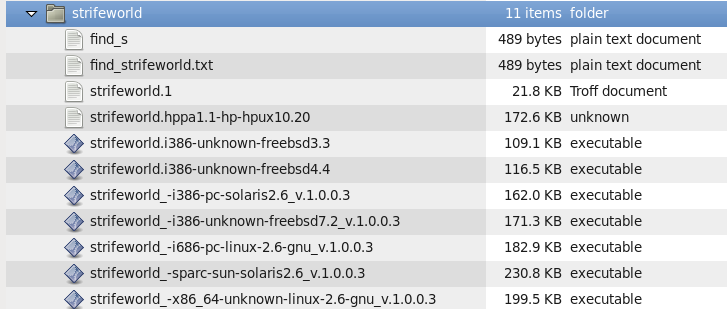 strifeworld 11 items folder
find_s 489 bytes plain text document
find_strifeworld.txt 489 bytes plain text document
strifeworld.1 21.8 KB Troff document
strifeworld.hppa1.1-hp-hpux10.20 172.6 KB unknown
strifeworld.i386-unknown-freebsd3.3 109.1 KB executable
strifeworld.i386-unknown-freebsd4.4 116.5 KB executable
strifeworld_-i386-pc-solaris2.6_v.1.0.0.3 162.0 KB executable
strifeworld_-i386-unknown-freebsd7.2_v.1.0.0.3 171.3 KB executable
strifeworld_-i686-pc-linux-2.6-gnu_v.1.0.0.3 182.9 KB executable
strifeworld_-sparc-sun-solaris2.6_v.1.0.0.3 230.8 KB executable
strifeworld_-x86_64-unknown-linux-2.6-gnu_v.1.0.0.3 199.5 KB executable